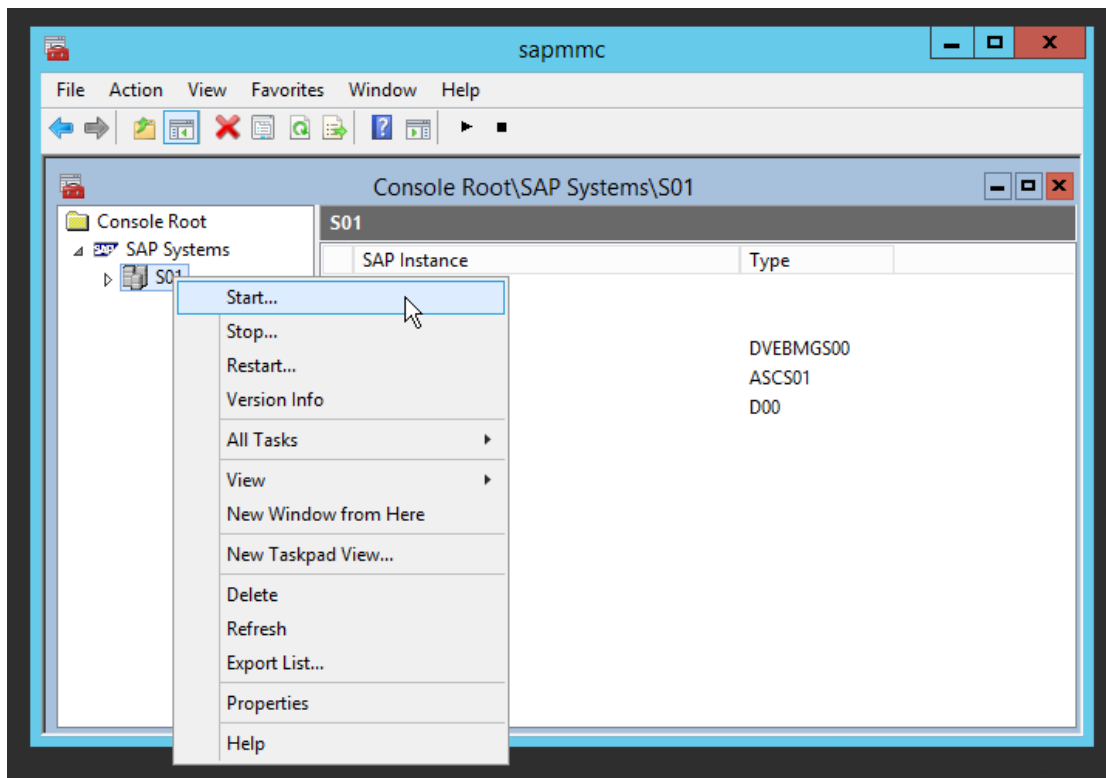 sapmmc
File Action View Favorites Window Help
Console Root\SAP Systems\S01
Console Root
S01
SAP SAP Systems
SAP Instance Type
S01
Start...
Stop...
DVEBMGS00
Restart...
ASCS01
Version Info
D00
All Tasks
View
New Window from Here
New Taskpad View...
Delete
Refresh
Export List...
Properties
Help